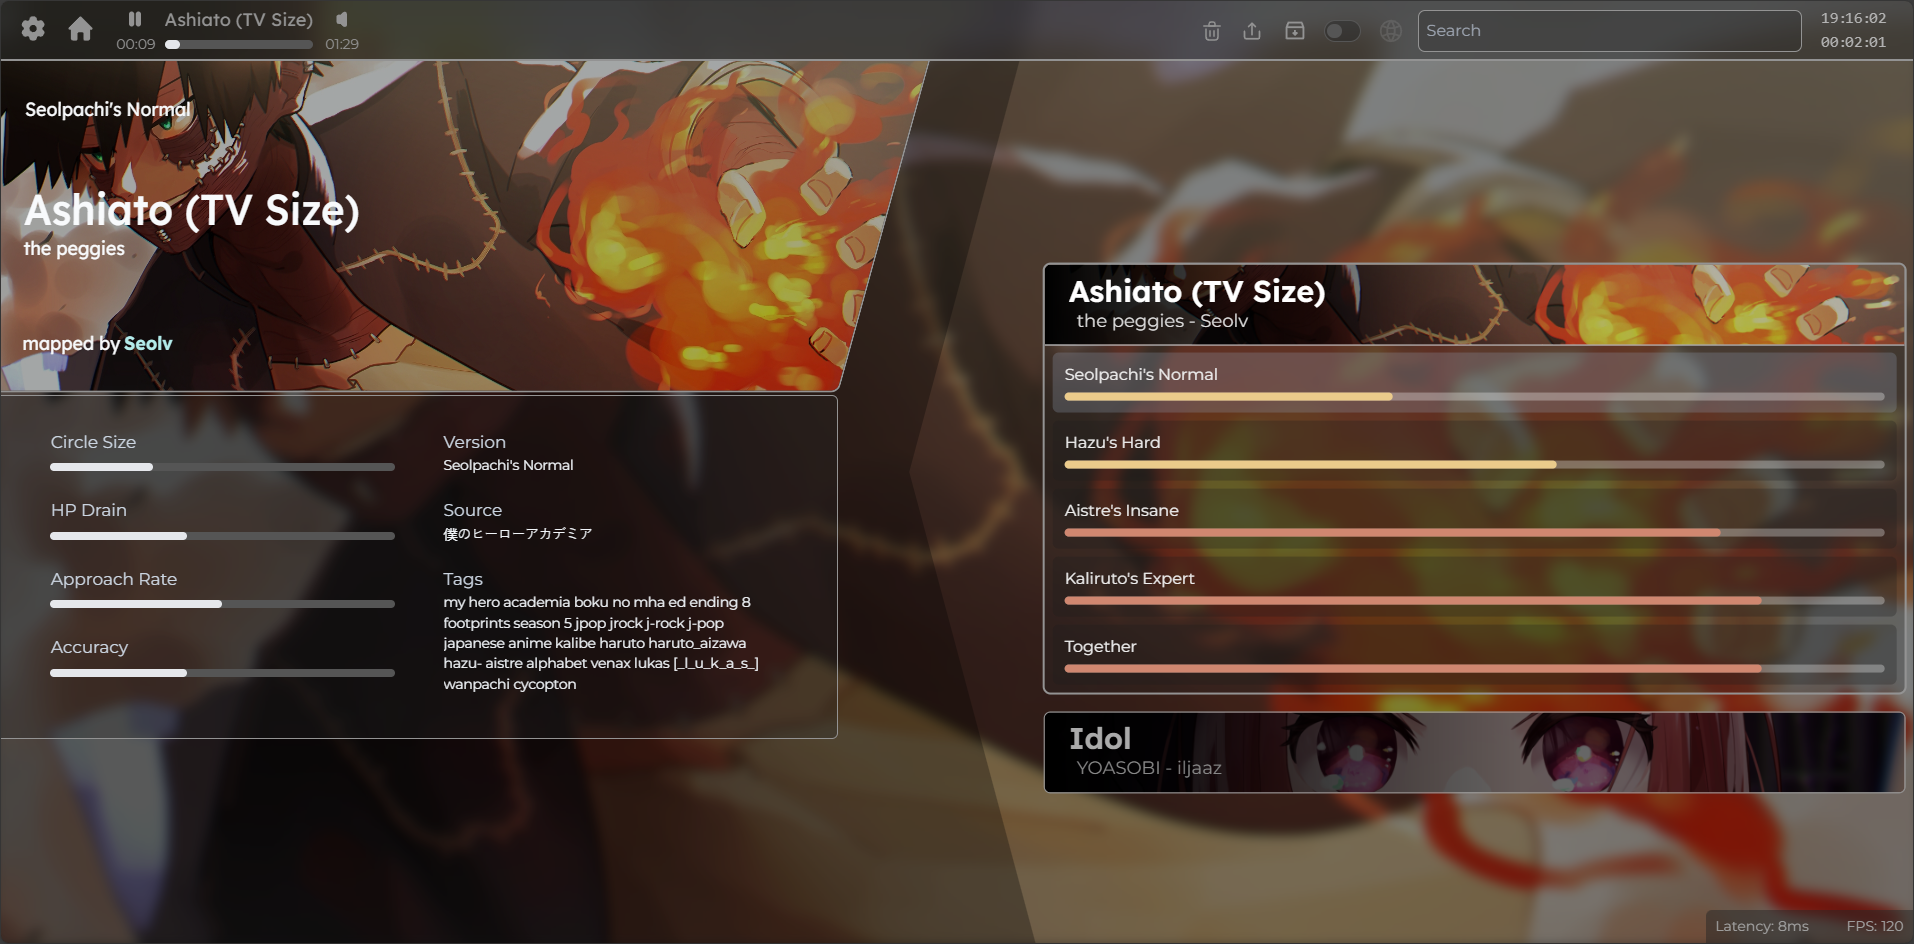 Ashiato (TV Size)
00:09
01:29
Search
19:16:02
00:02:01
Seolpachi's Normal
Ashiato (TV Size)
the peggies
mapped by Seolv
Circle Size
HP Drain
Approach Rate
Accuracy
Version
Seolpachi's Normal
Source
僕のヒーローアカデミア
Tags
my hero academia boku no mha ed ending 8
footprints season 5 jpop jrock j-rock j-pop
japanese anime kalibe haruto haruto_aizawa
hazu- aistre alphabet venax lukas [_l_u_k_a_s_]
wanpachi cycopton
Ashiato (TV Size)
the peggies - Seolv
Seolpachi's Normal
Hazu's Hard
Aistre's Insane
Kaliruto's Expert
Together
Idol
YOASOBI - iljaaz
Latency: 8ms
FPS: 120